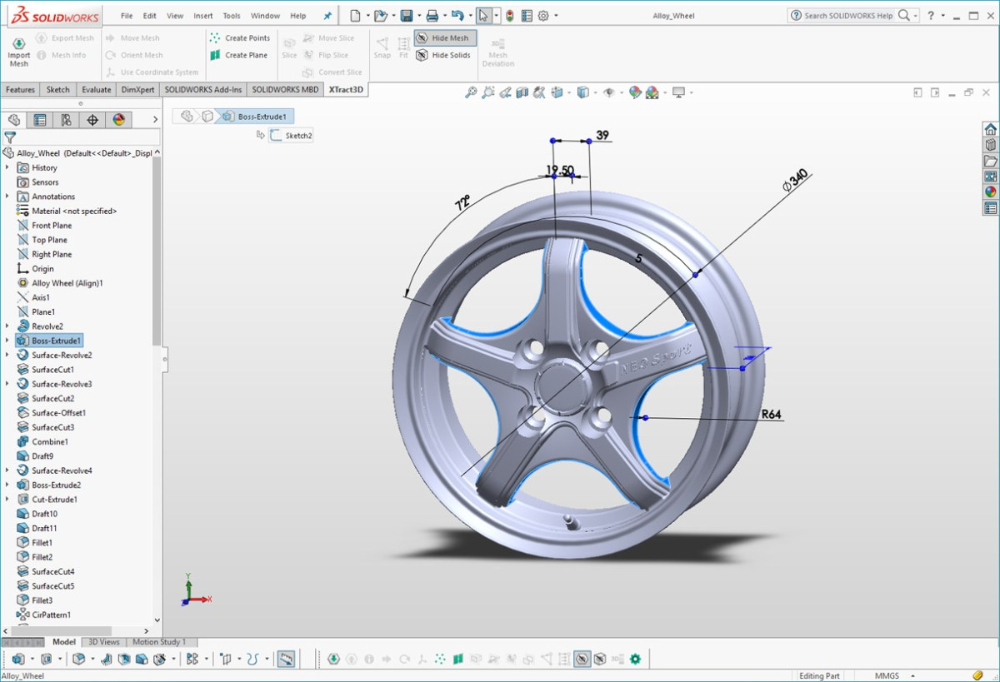 SOLIDWORKS File Edit View Insert Tools Window Help Alloy_Wheel Search SOLIDWORKS Help
Import Mesh
Export Mesh
Mesh Info
Move Mesh
Orient Mesh
Use Coordinate System
Create Points
Create Plane
Slice
Move Slice
Flip Slice
Convert Slice
Snap
Fit
Hide Mesh
Hide Solids
Mesh Deviation
Features Sketch Evaluate DimXpert SOLIDWORKS Add-Ins SOLIDWORKS MBD XTract3D
Boss-Extrude1
Sketch2
Alloy_Wheel (Default<<Default>_Displ
History
Sensors
Annotations
Material <not specified>
Front Plane
Top Plane
Right Plane
Origin
Alloy Wheel (Align)1
Axis1
Plane1
Revolve2
Boss-Extrude1
Surface-Revolve2
SurfaceCut1
Surface-Revolve3
SurfaceCut2
Surface-Offset1
SurfaceCut3
Combine1
Draft9
Surface-Revolve4
Boss-Extrude2
Cut-Extrude1
Draft10
Draft11
Fillet1
Fillet2
SurfaceCut4
SurfaceCut5
Fillet3
CirPattern1
39
19.50
72°
Ø340
5
NEO Sport
R64
Y
X
Model 3D Views Motion Study 1
Alloy_Wheel Editing Part MMGS